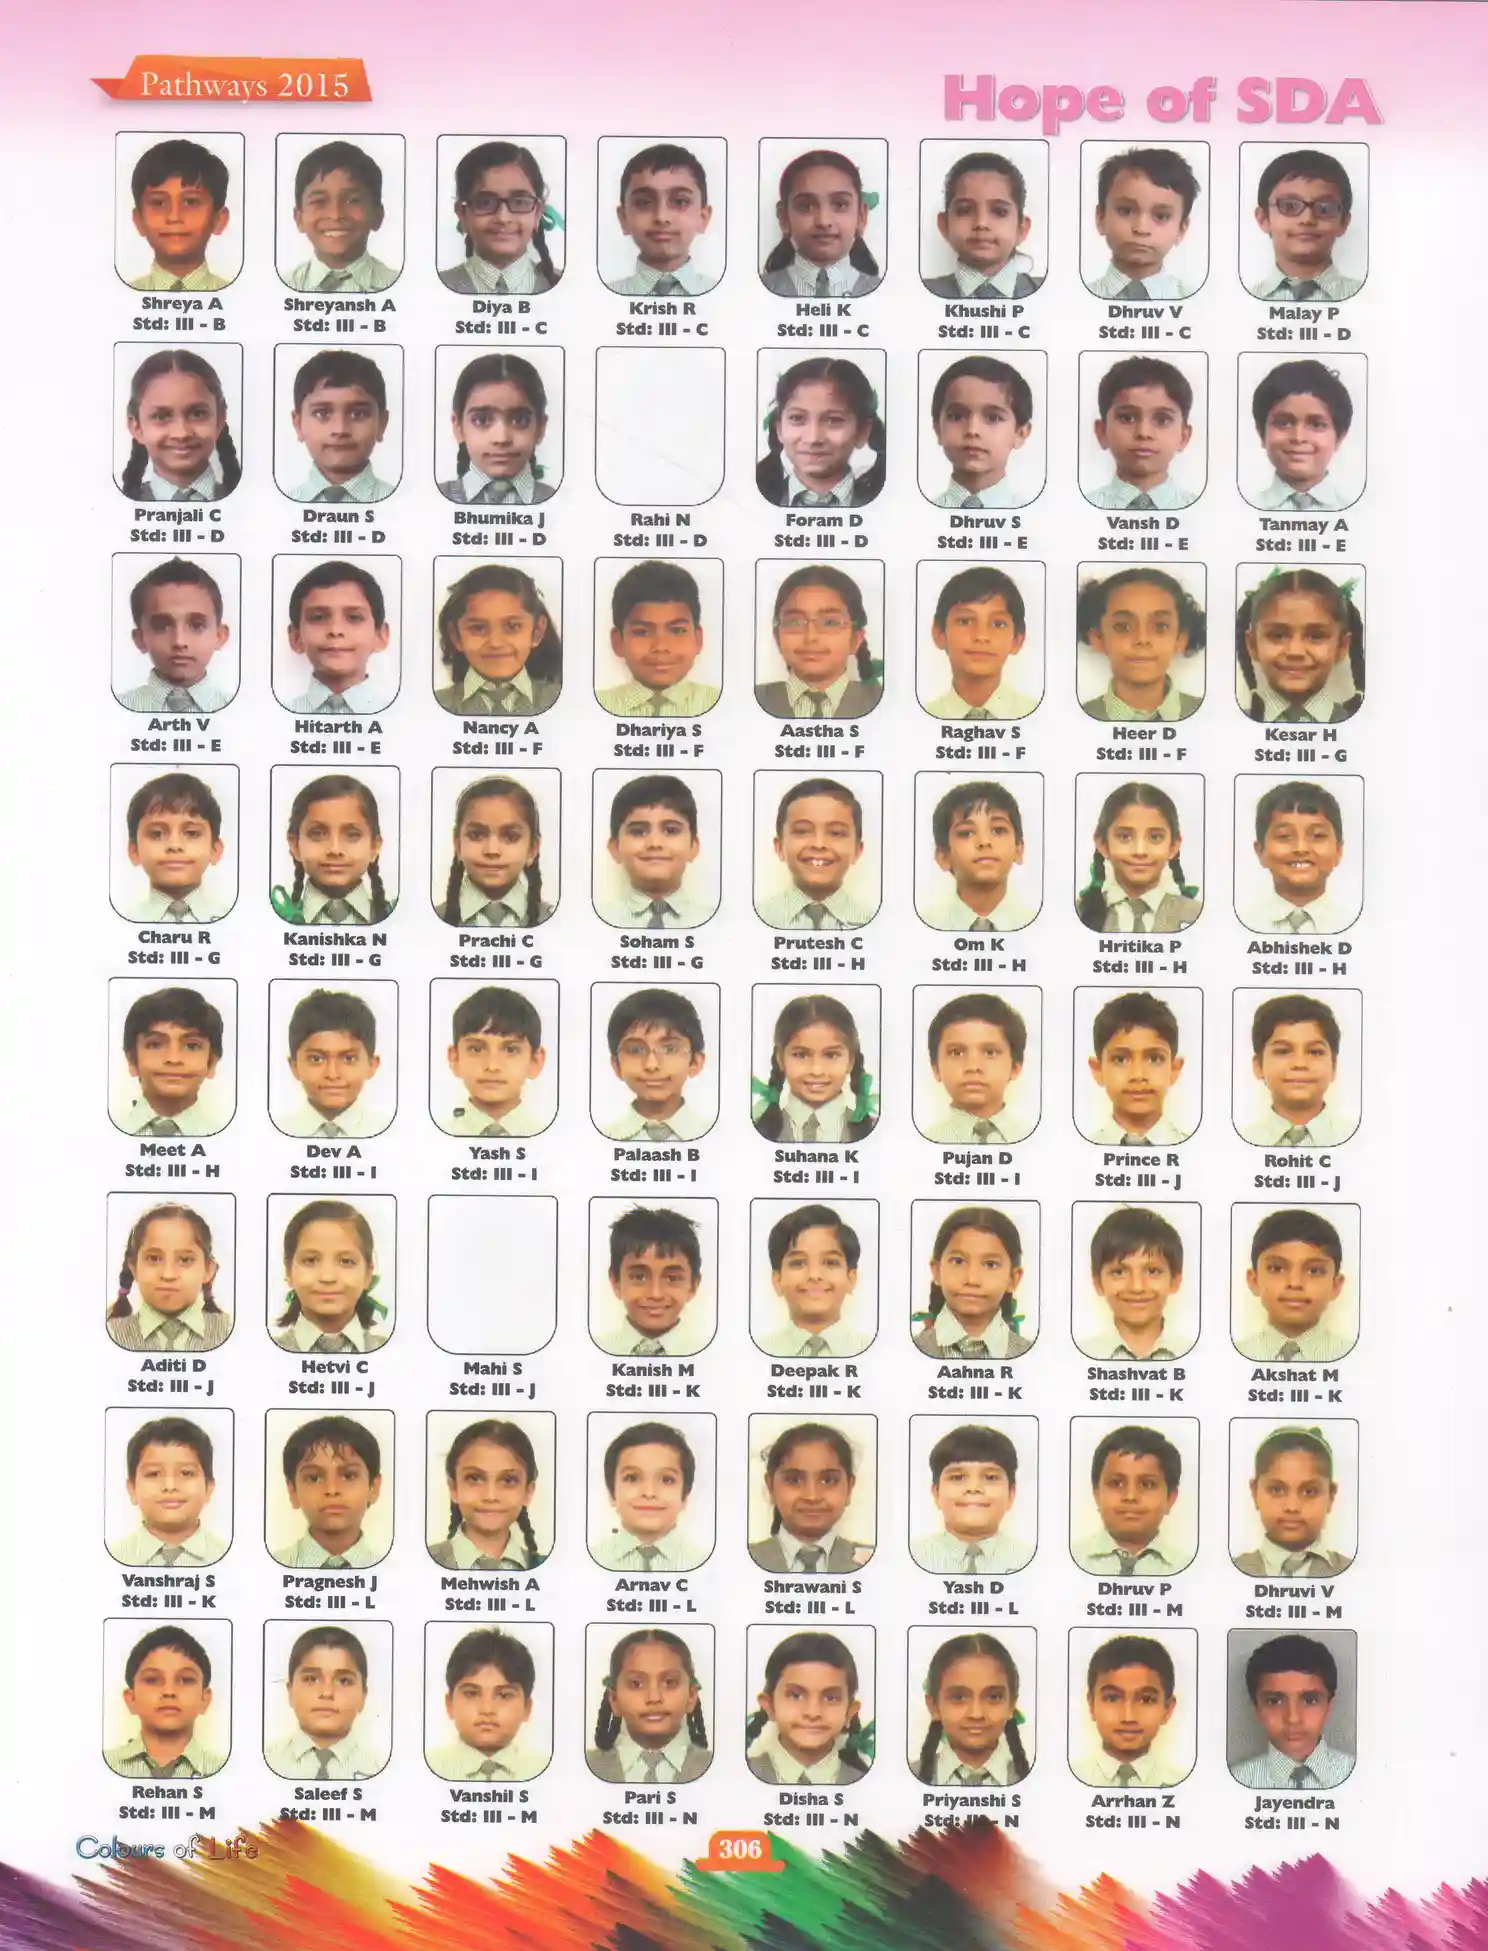 Pathways 2015
Hope of SDA
Shreya A
Std: III - B
Shreyansh A
Std: III - B
Diya B
Std: III - C
Krish R
Std: III - C
Heli K
Std: III - C
Khushi P
Std: III - C
Dhruv V
Std: III - C
Malay P
Std: III - D
Pranjali C
Std: III - D
Draun S
Std: III - D
Bhumika J
Std: III - D
Rahi N
Std: III - D
Foram D
Std: III - D
Dhruv S
Std: III - E
Vansh D
Std: III - E
Tanmay A
Std: III - E
Arth V
Std: III - E
Hitarth A
Std: III - E
Nancy A
Std: III - F
Dhariya S
Std: III - F
Aastha S
Std: III - F
Raghav S
Std: III - F
Heer D
Std: III - F
Kesar H
Std: III - G
Charu R
Std: III - G
Kanishka N
Std: III - G
Prachi C
Std: III - G
Soham S
Std: III - G
Prutesh C
Std: III - H
Om K
Std: III - H
Hritika P
Std: III - H
Abhishek D
Std: III - H
Meet A
Std: III - H
Dev A
Std: III - I
Yash S
Std: III - I
Palaash B
Std: III - I
Suhana K
Std: III - I
Pujan D
Std: III - I
Prince R
Std: III - J
Rohit C
Std: III - J
Aditi D
Std: III - J
Hetvi C
Std: III - J
Mahi S
Std: III - J
Kanish M
Std: III - K
Deepak R
Std: III - K
Aahna R
Std: III - K
Shashvat B
Std: III - K
Akshat M
Std: III - K
Vanshraj S
Std: III - K
Pragnesh J
Std: III - L
Mehwish A
Std: III - L
Arnav C
Std: III - L
Shrawani S
Std: III - L
Yash D
Std: III - L
Dhruv P
Std: III - M
Dhruvi V
Std: III - M
Rehan S
Std: III - M
Saleef S
Std: III - M
Vanshil S
Std: III - M
Pari S
Std: III - N
Disha S
Std: III - N
Priyanshi S
Std: III - N
Arrhan Z
Std: III - N
Jayendra
Std: III - N
Colours of Life
306